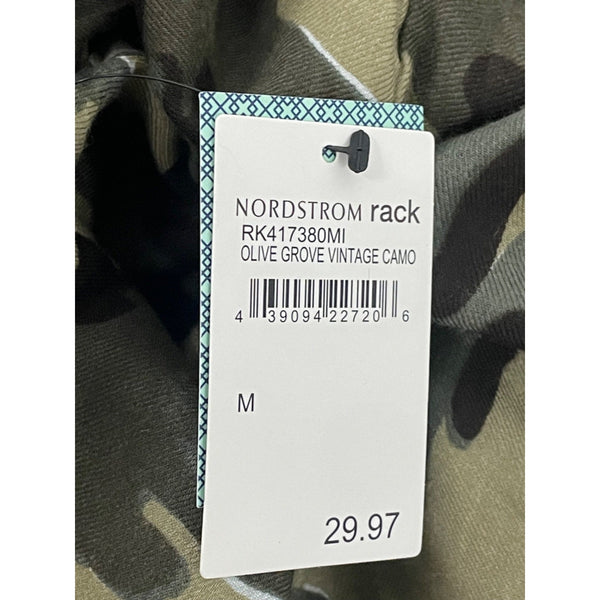 NORDSTROM rack
RK417380MI
OLIVE GROVE VINTAGE CAMO
4 39094 22720 6
M
29.97